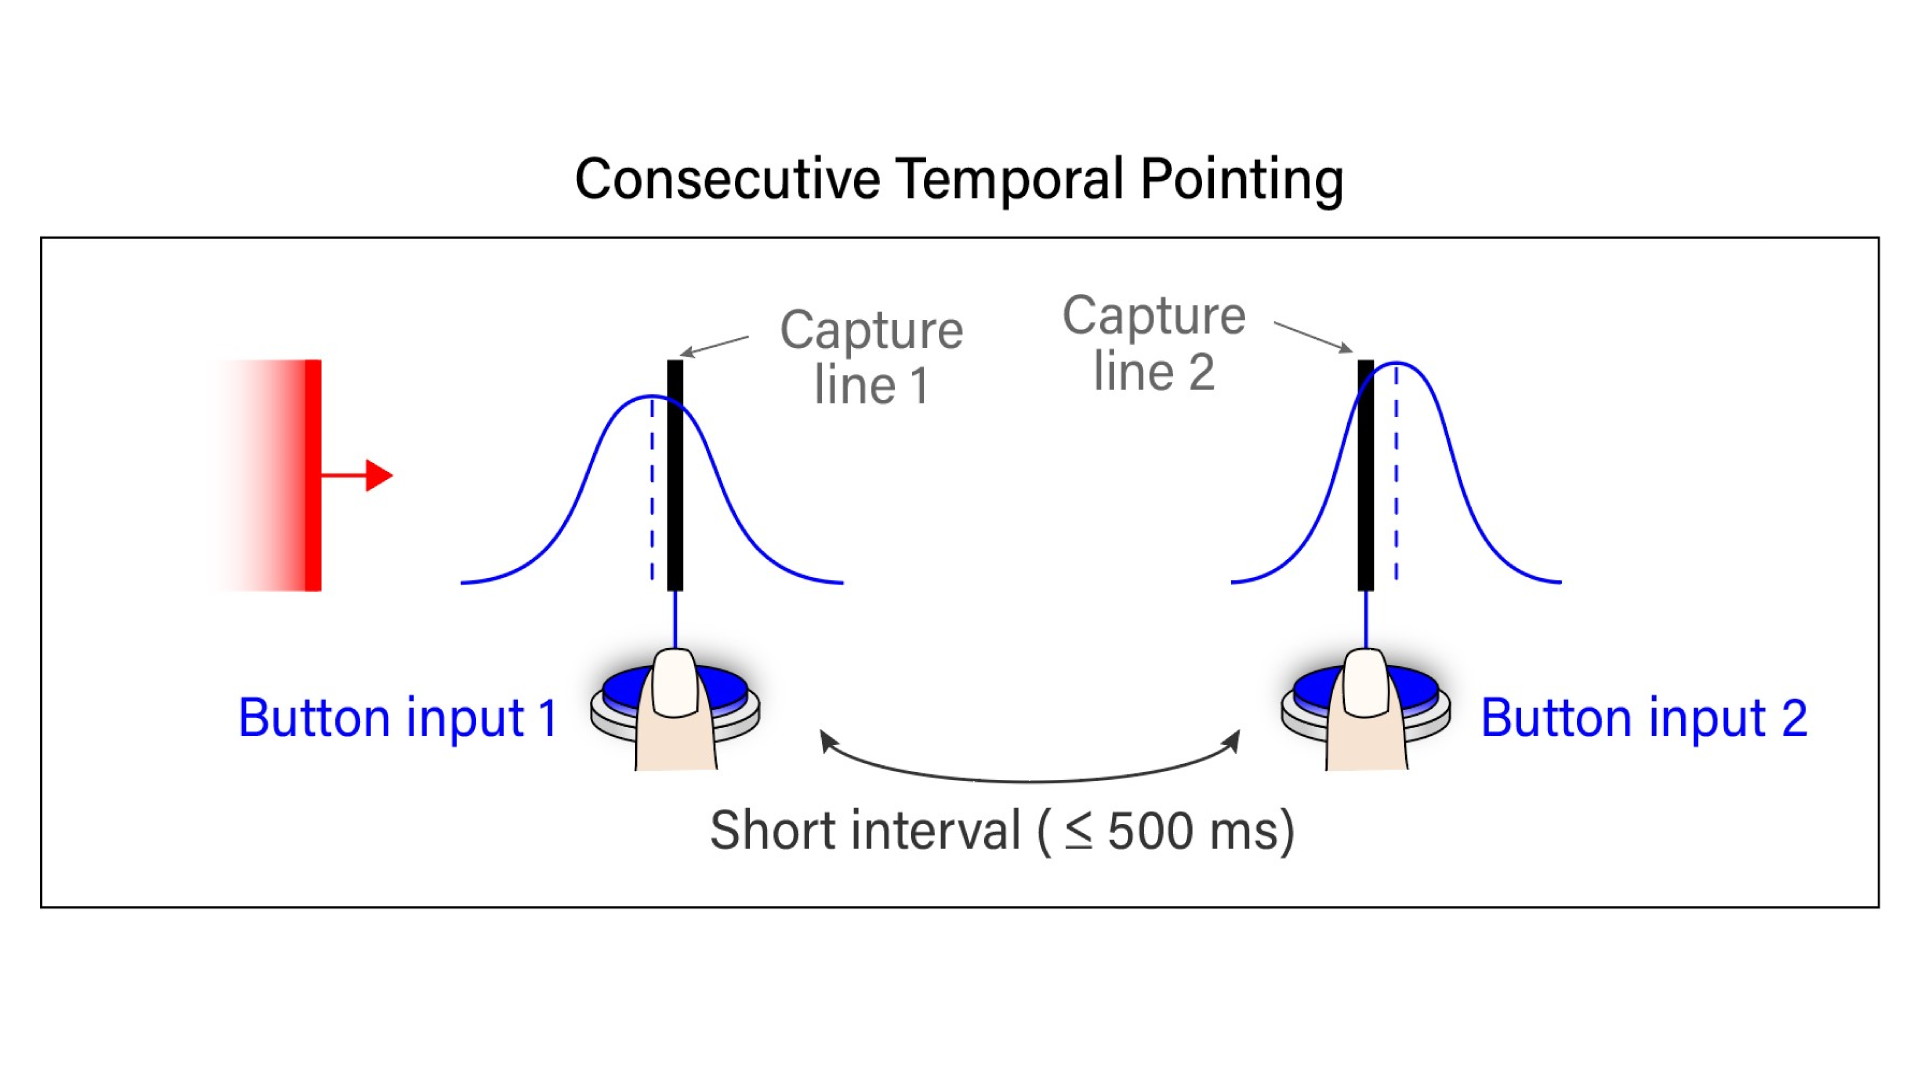 Consecutive Temporal Pointing
Capture
line 1
Capture
line 2
Button input 1
Button input 2
Short interval ( ≤ 500 ms)